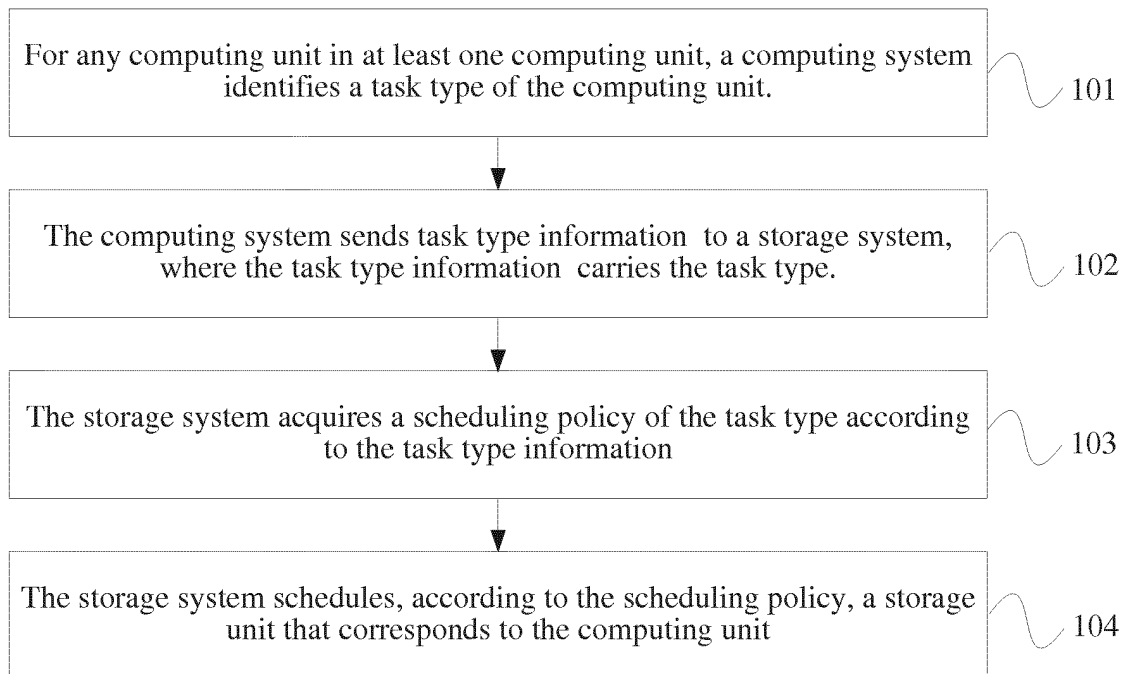 For any computing unit in at least one computing unit, a computing system
identifies a task type of the computing unit.
101
The computing system sends task type information to a storage system,
where the task type information carries the task type.
102
The storage system acquires a scheduling policy of the task type according
to the task type information
103
The storage system schedules, according to the scheduling policy, a storage
unit that corresponds to the computing unit
104